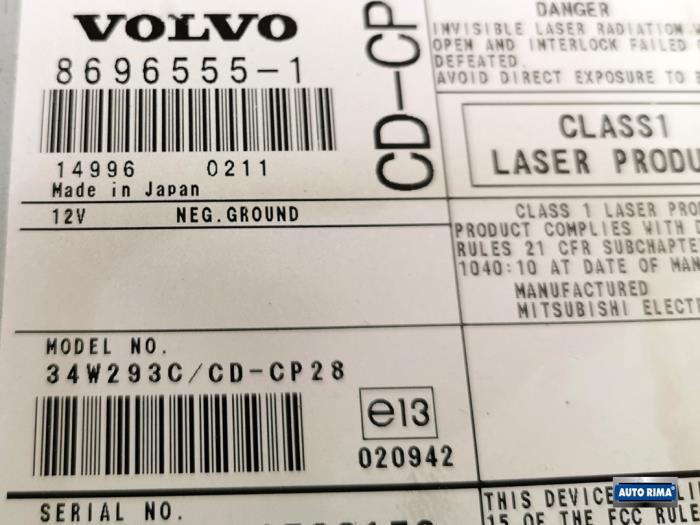 VOLVO
8696555-1
14996 0211
Made in Japan
12V NEG.GROUND
MODEL NO.
34W293C/CD-CP28
e13
020942
SERIAL NO.
CD-CP
DANGER
INVISIBLE LASER RADIATION
OPEN AND INTERLOCK FAILED
DEFEATED.
AVOID DIRECT EXPOSURE TO
CLASS1
LASER PRODU
CLASS 1 LASER PRO
PRODUCT COMPLIES WITH
RULES 21 CFR SUBCHAPTE
1040:10 AT DATE OF MAN
MANUFACTURED
MITSUBISHI ELECT
THIS DEVICE
15 OF THE FCC RULE
AUTO RIMA